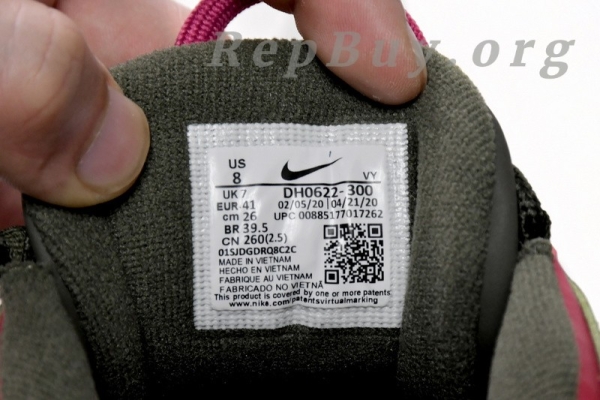 RepBuy.org
US
8
VY
UK 7 DH0622-300
EUR 41 02/05/20 | 04/21/20
cm 26 UPC 00885177017262
BR 39.5
CN 260(2.5)
01SJDGDRQ8C2C
MADE IN VIETNAM
HECHO EN VIETNAM
FABRIQUE AU VIETNAM
FABRICADO NO VIETNÃ
This product is covered by one or more patents
www.nike.com/patentsvirtualmarking